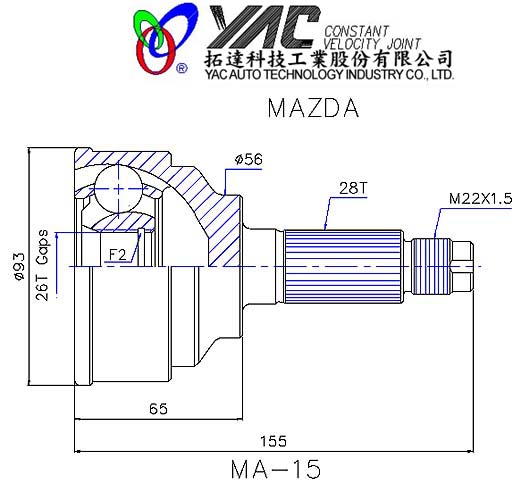 YAC CONSTANT
VELOCITY JOINT
®
拓達科技工業股份有限公司
YAC AUTO TECHNOLOGY INDUSTRY CO., LTD.
MAZDA
ø56
28T
M22X1.5
ø93
26T Gaps
F2
65
155
MA-15